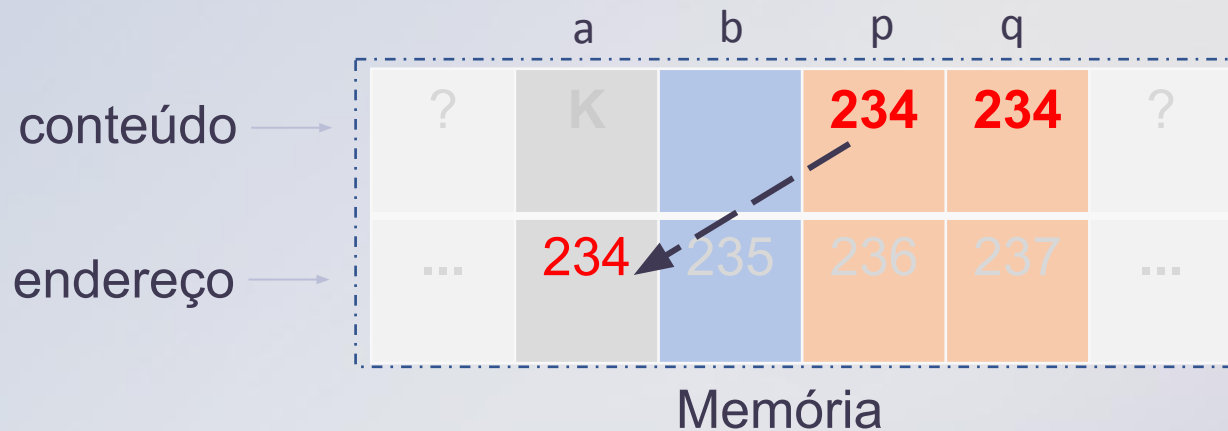 a b p q
conteúdo ? K 234 234 ?
endereço ... 234 235 236 237 ...
Memória